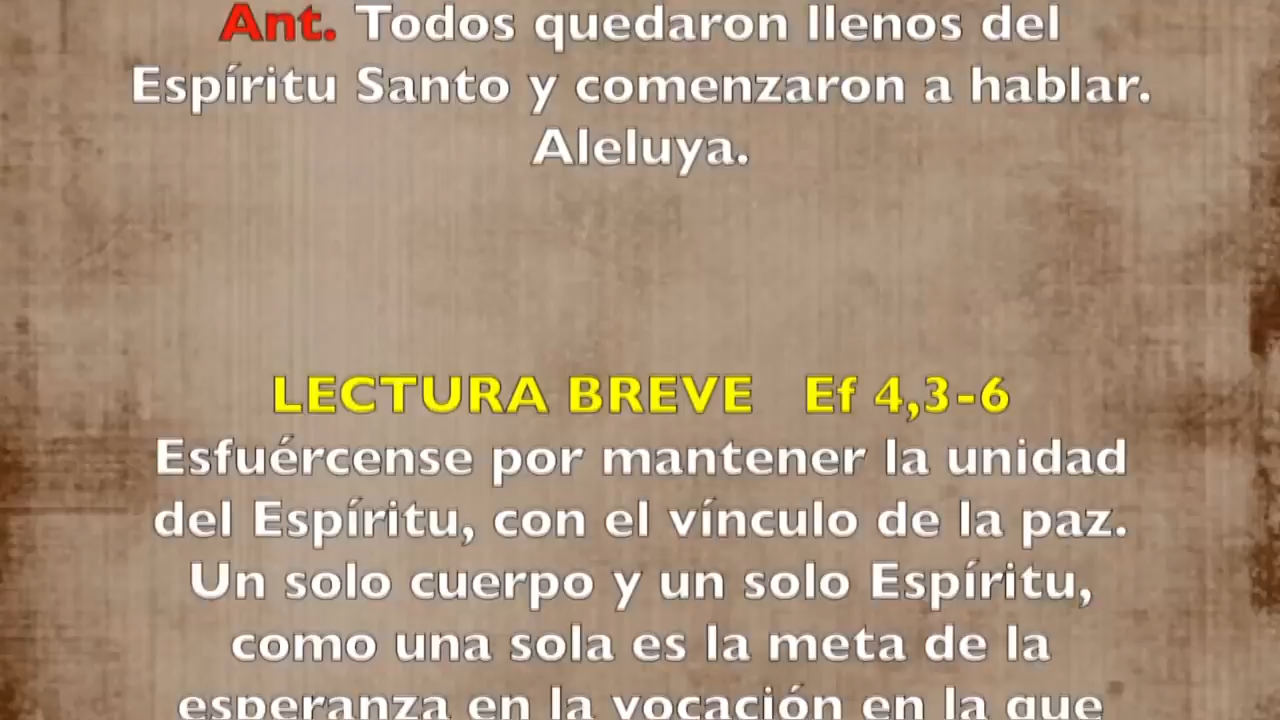 Ant. Todos quedaron llenos del
Espíritu Santo y comenzaron a hablar.
Aleluya.
LECTURA BREVE Ef 4,3-6
Esfuércense por mantener la unidad
del Espíritu, con el vínculo de la paz.
Un solo cuerpo y un solo Espíritu,
como una sola es la meta de la
esperanza en la vocación en la que